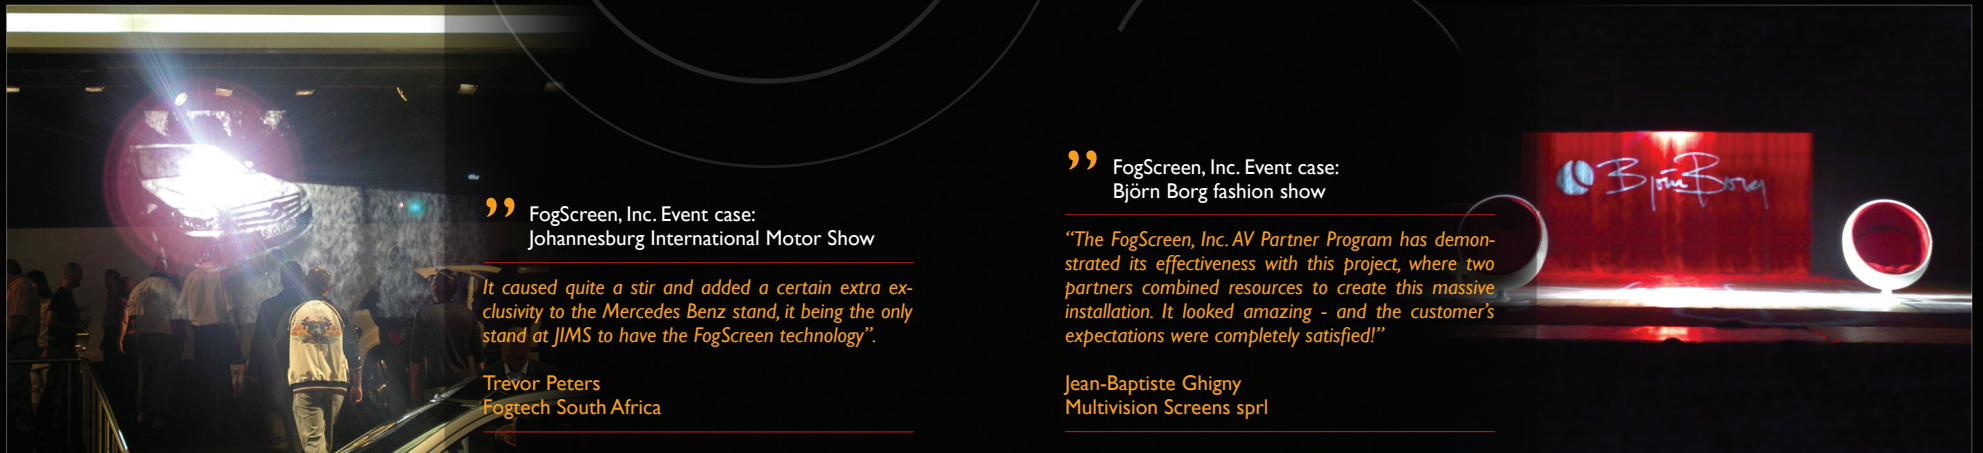 ” FogScreen, Inc. Event case:
Johannesburg International Motor Show
It caused quite a stir and added a certain extra ex-
clusivity to the Mercedes Benz stand, it being the only
stand at JIMS to have the FogScreen technology”.
Trevor Peters
Fogtech South Africa
” FogScreen, Inc. Event case:
Björn Borg fashion show
“The FogScreen, Inc. AV Partner Program has demon-
strated its effectiveness with this project, where two
partners combined resources to create this massive
installation. It looked amazing - and the customer’s
expectations were completely satisfied!”
Jean-Baptiste Ghigny
Multivision Screens sprl
Björn Borg